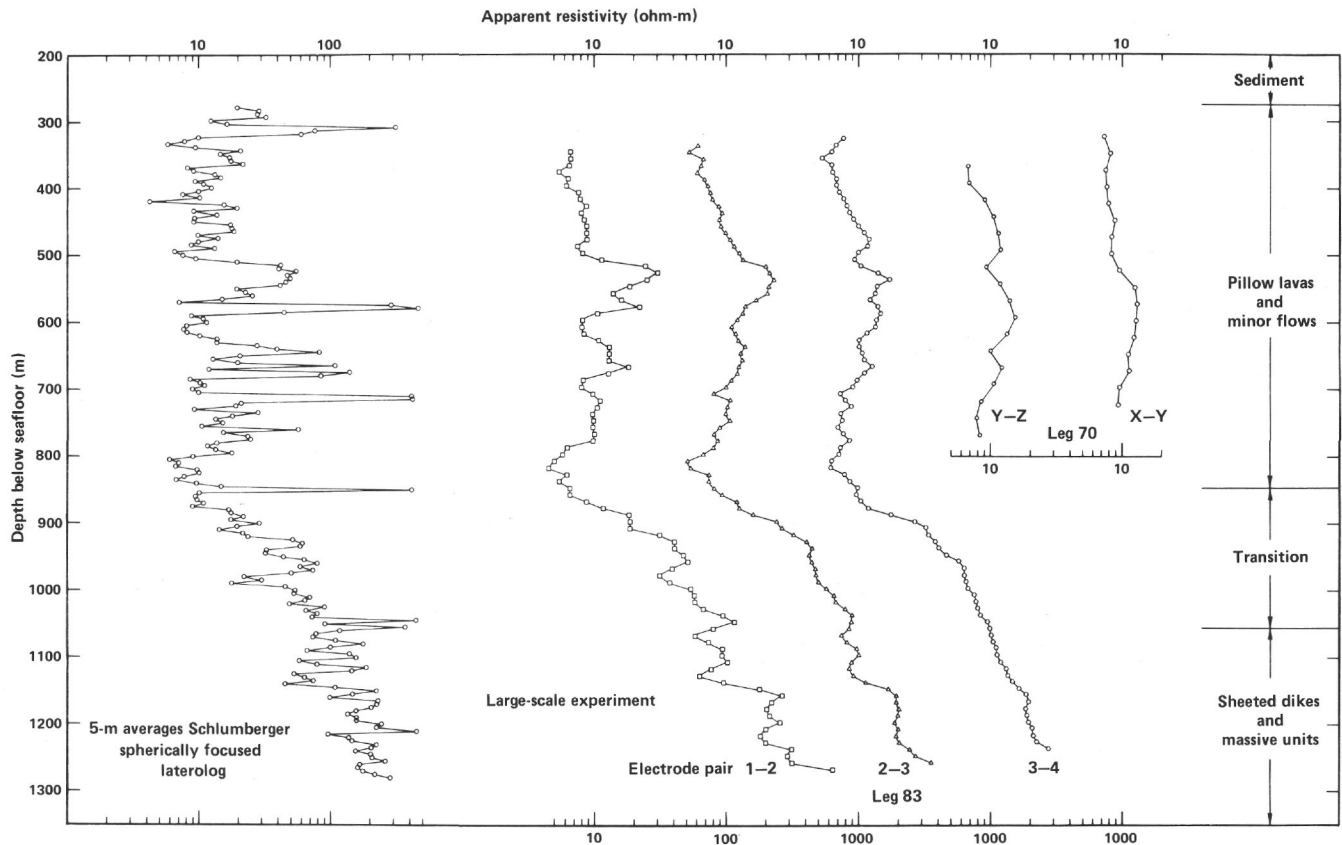 Apparent resistivity (ohm-m)
10 100 10 10 10 10
200
300
400
500
600
700
800
900
1000
1100
1200
1300
Depth below seafloor (m)
Sediment
Pillow lavas
and
minor flows
Transition
Sheeted dikes
and
massive units
Y–Z
X–Y
Leg 70
10 10
5-m averages Schlumberger
spherically focused
laterolog
Large-scale experiment
Electrode pair 1–2 2–3 3–4
Leg 83
10 100 1000 1000 1000